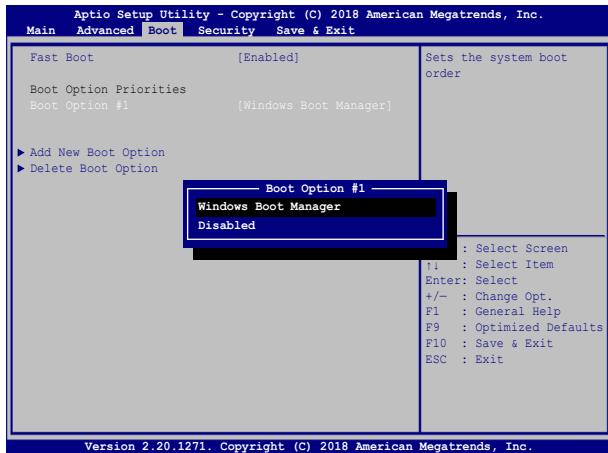 Aptio Setup Utility - Copyright (C) 2018 American Megatrends, Inc.
Main Advanced Boot Security Save & Exit
Fast Boot [Enabled]
Boot Option Priorities
Boot Option #1 [Windows Boot Manager]
▶ Add New Boot Option
▶ Delete Boot Option
Boot Option #1
Windows Boot Manager
Disabled
Sets the system boot
order
: Select Screen
↑↓ : Select Item
Enter: Select
+/— : Change Opt.
F1 : General Help
F9 : Optimized Defaults
F10 : Save & Exit
ESC : Exit
Version 2.20.1271. Copyright (C) 2018 American Megatrends, Inc.